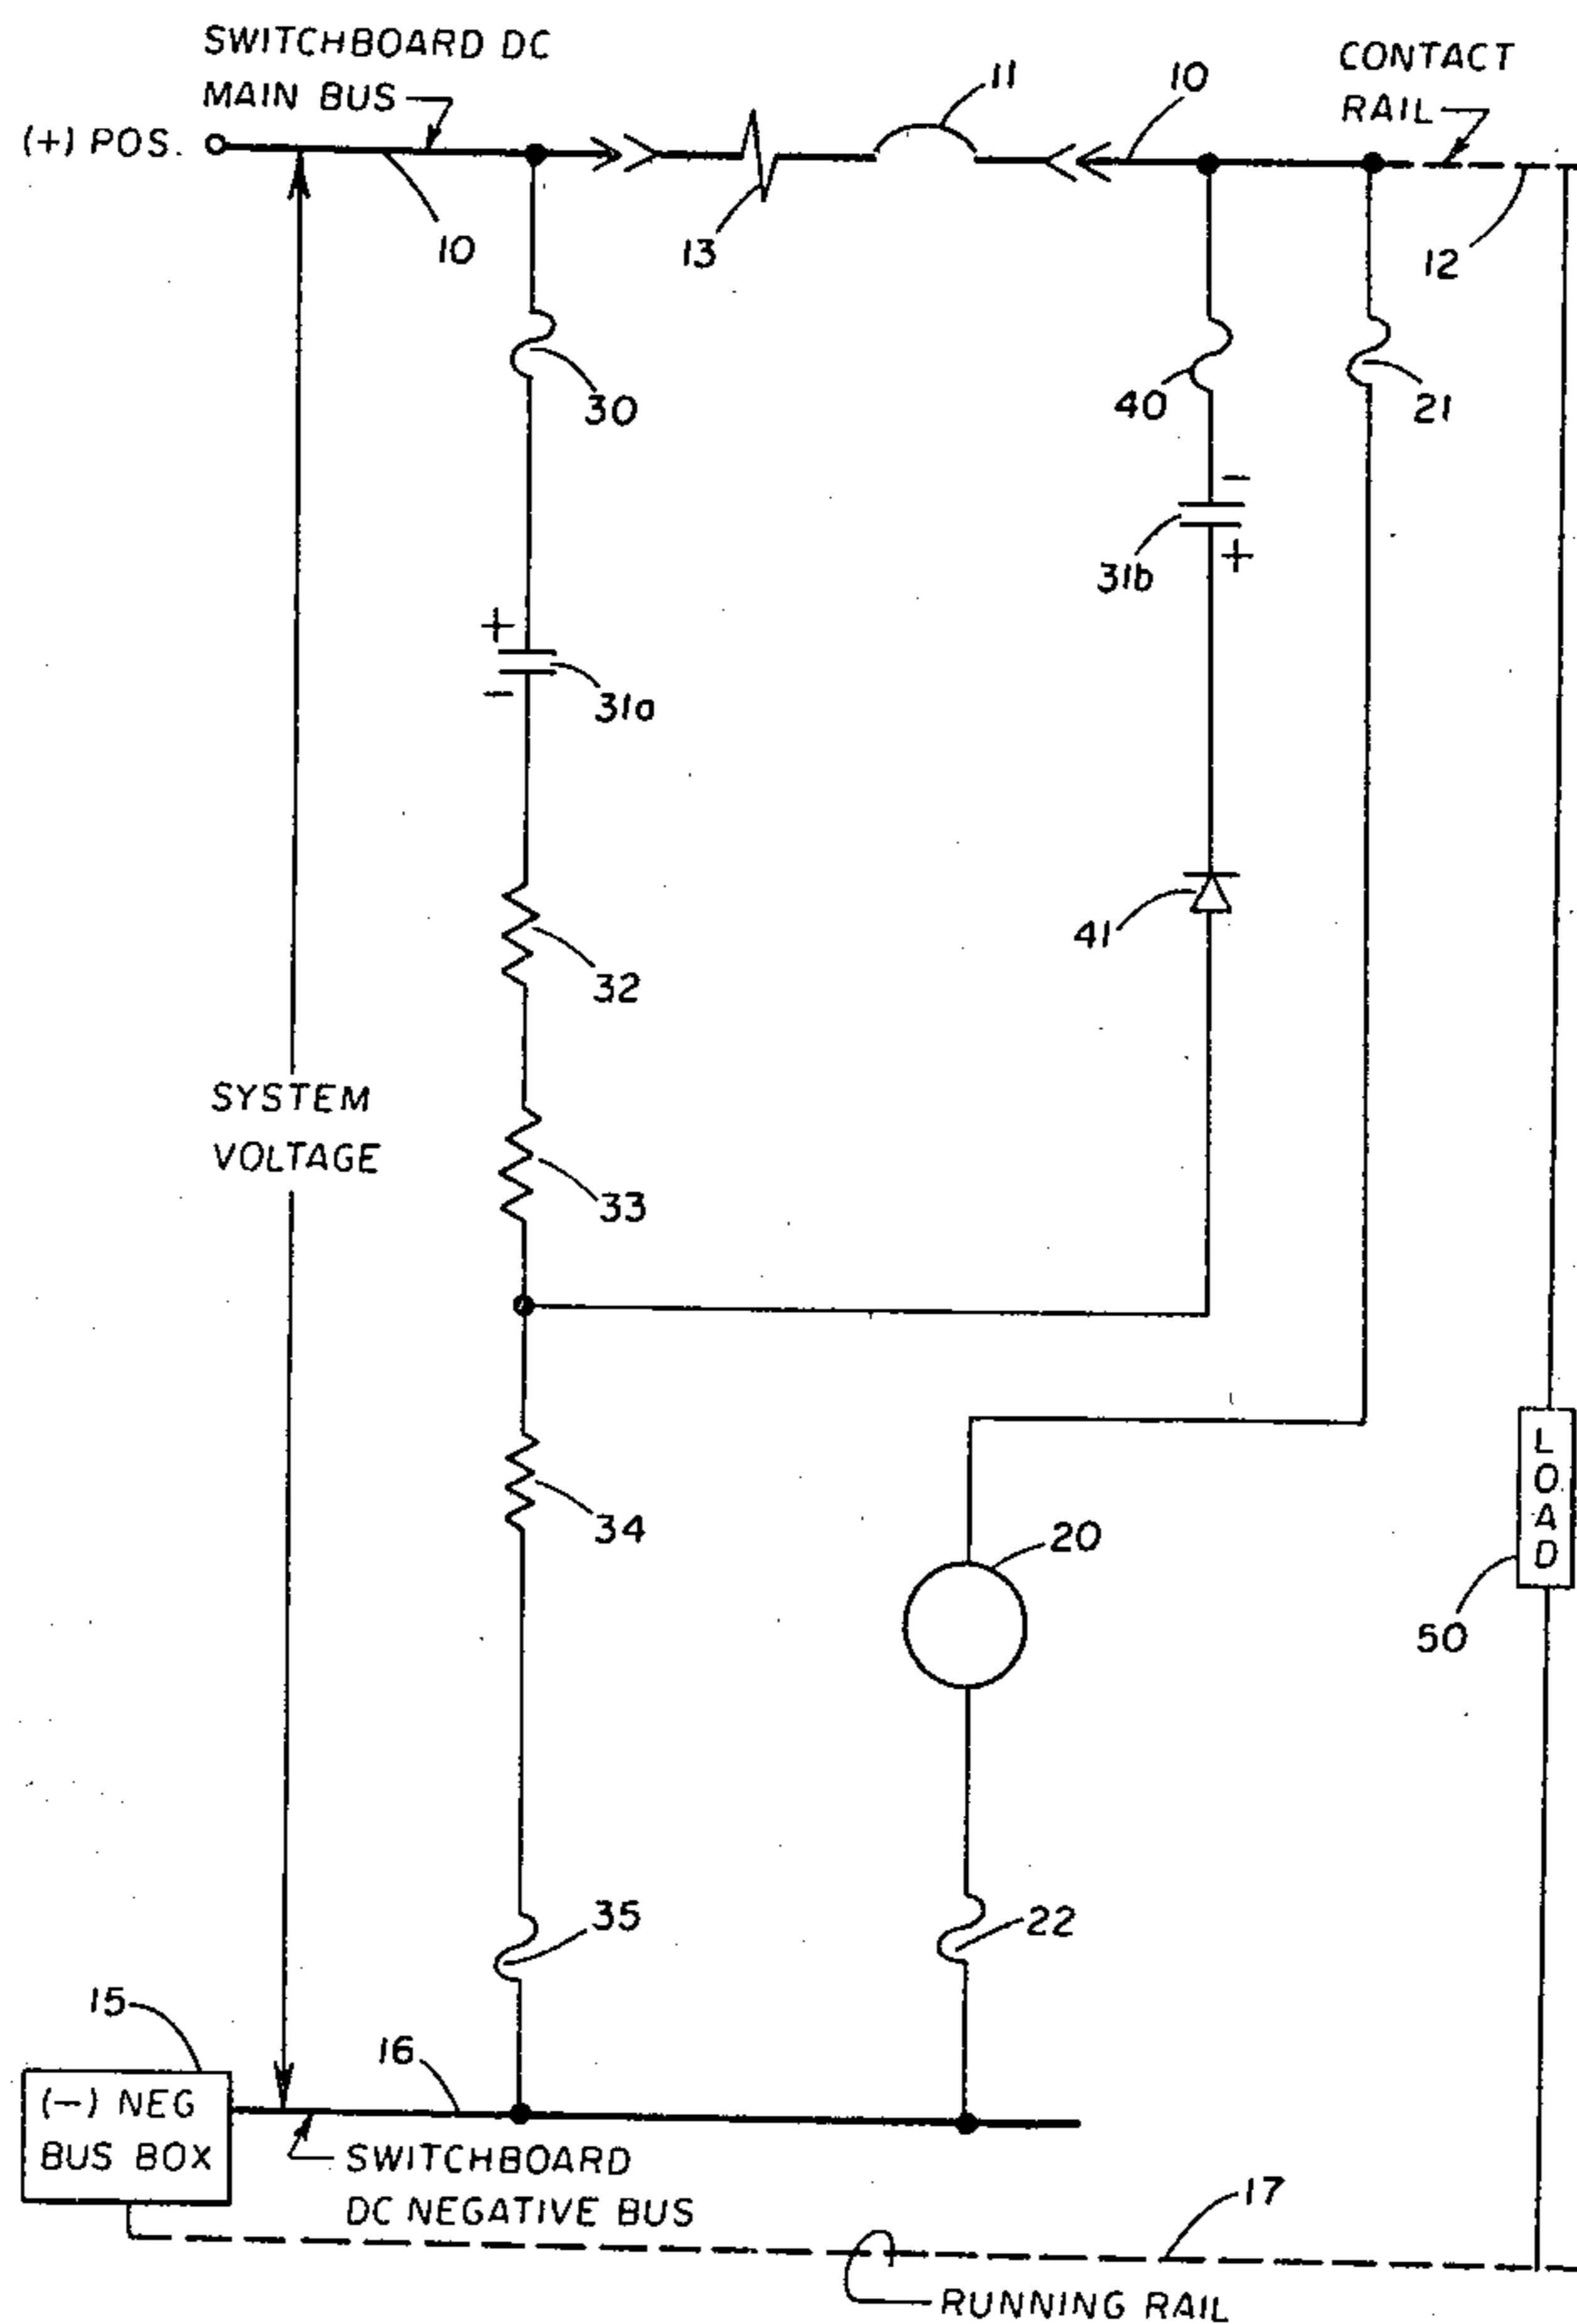 SWITCHBOARD DC
MAIN BUS
(+) POS.
11
10
CONTACT
RAIL
10
13
12
30
40
21
-
31b
+
+
-
31a
41
32
SYSTEM
VOLTAGE
33
LOAD
34
20
50
35
22
15
16
(-) NEG
BUS BOX
SWITCHBOARD
DC NEGATIVE BUS
17
RUNNING RAIL